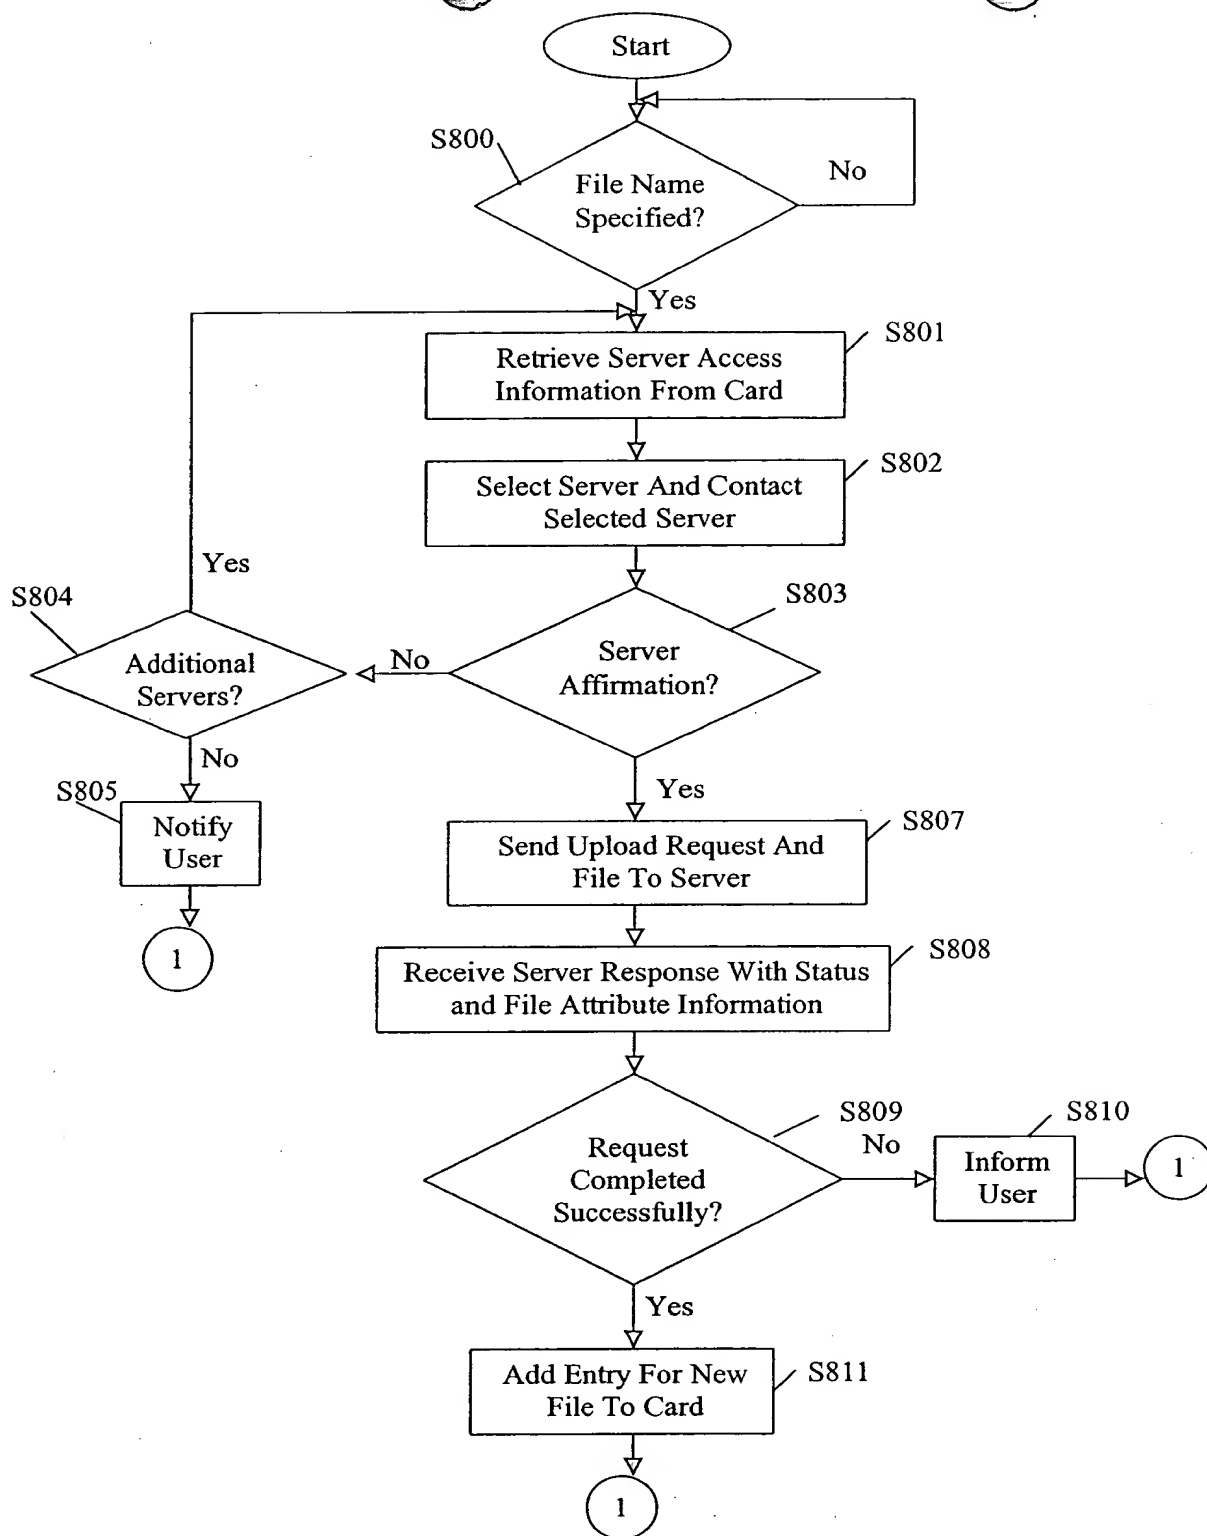 Start
S800
File Name
Specified?
No
Yes
S801
Retrieve Server Access
Information From Card
S802
Select Server And Contact
Selected Server
Yes
S804
S803
Additional
Servers?
No
Server
Affirmation?
No
Yes
S805
Notify
User
S807
Send Upload Request And
File To Server
1
S808
Receive Server Response With Status
and File Attribute Information
S809
No
S810
Request
Completed
Successfully?
Inform
User
1
Yes
Add Entry For New
File To Card
S811
1